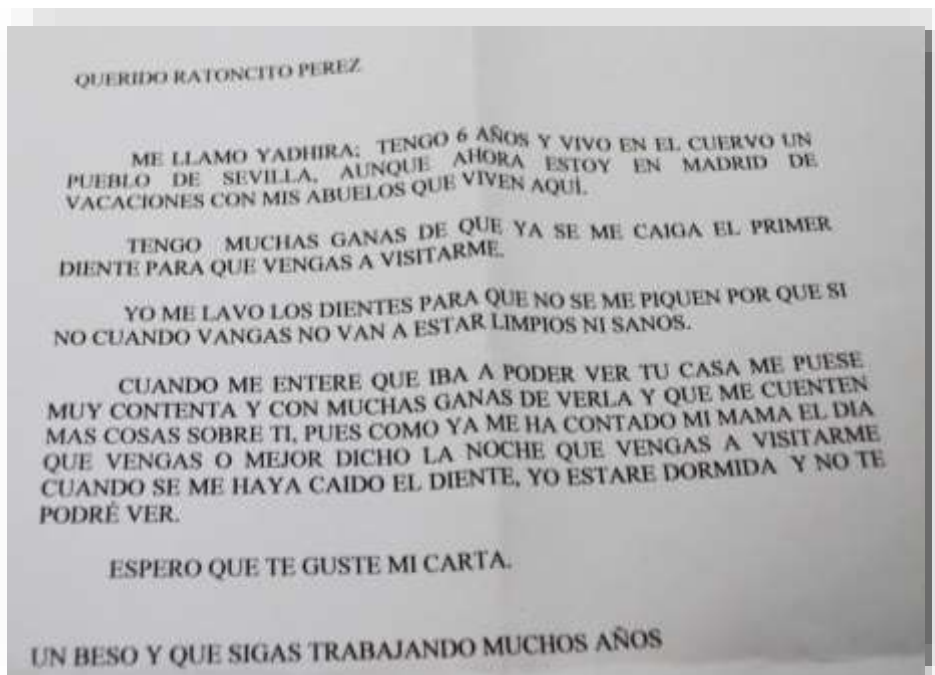 QUERIDO RATONCITO PEREZ
ME LLAMO YADHIRA; TENGO 6 AÑOS Y VIVO EN EL CUERVO UN
PUEBLO DE SEVILLA, AUNQUE AHORA ESTOY EN MADRID DE
VACACIONES CON MIS ABUELOS QUE VIVEN AQUÍ.
TENGO MUCHAS GANAS DE QUE YA SE ME CAIGA EL PRIMER
DIENTE PARA QUE VENGAS A VISITARME.
YO ME LAVO LOS DIENTES PARA QUE NO SE ME PIQUEN POR QUE SI
NO CUANDO VANGAS NO VAN A ESTAR LIMPIOS NI SANOS.
CUANDO ME ENTERE QUE IBA A PODER VER TU CASA ME PUESE
MUY CONTENTA Y CON MUCHAS GANAS DE VERLA Y QUE ME CUENTEN
MAS COSAS SOBRE TI, PUES COMO YA ME HA CONTADO MI MAMA EL DIA
QUE VENGAS O MEJOR DICHO LA NOCHE QUE VENGAS A VISITARME
CUANDO SE ME HAYA CAIDO EL DIENTE, YO ESTARE DORMIDA Y NO TE
PODRÉ VER.
ESPERO QUE TE GUSTE MI CARTA.
UN BESO Y QUE SIGAS TRABAJANDO MUCHOS AÑOS